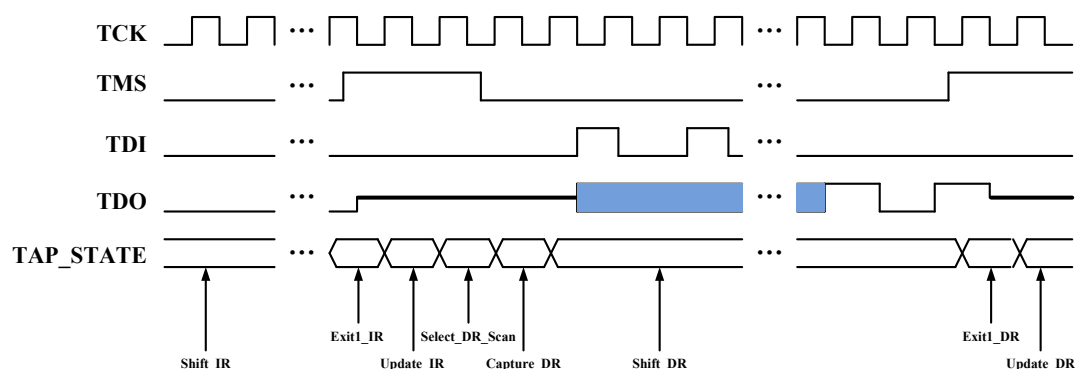 TCK ... ...
TMS ... ...
TDI ... ...
TDO ... ...
TAP_STATE ... ...
Exit1_IR Select_DR_Scan Exit1_DR
Shift_IR Update_IR Capture_DR Shift_DR Update_DR